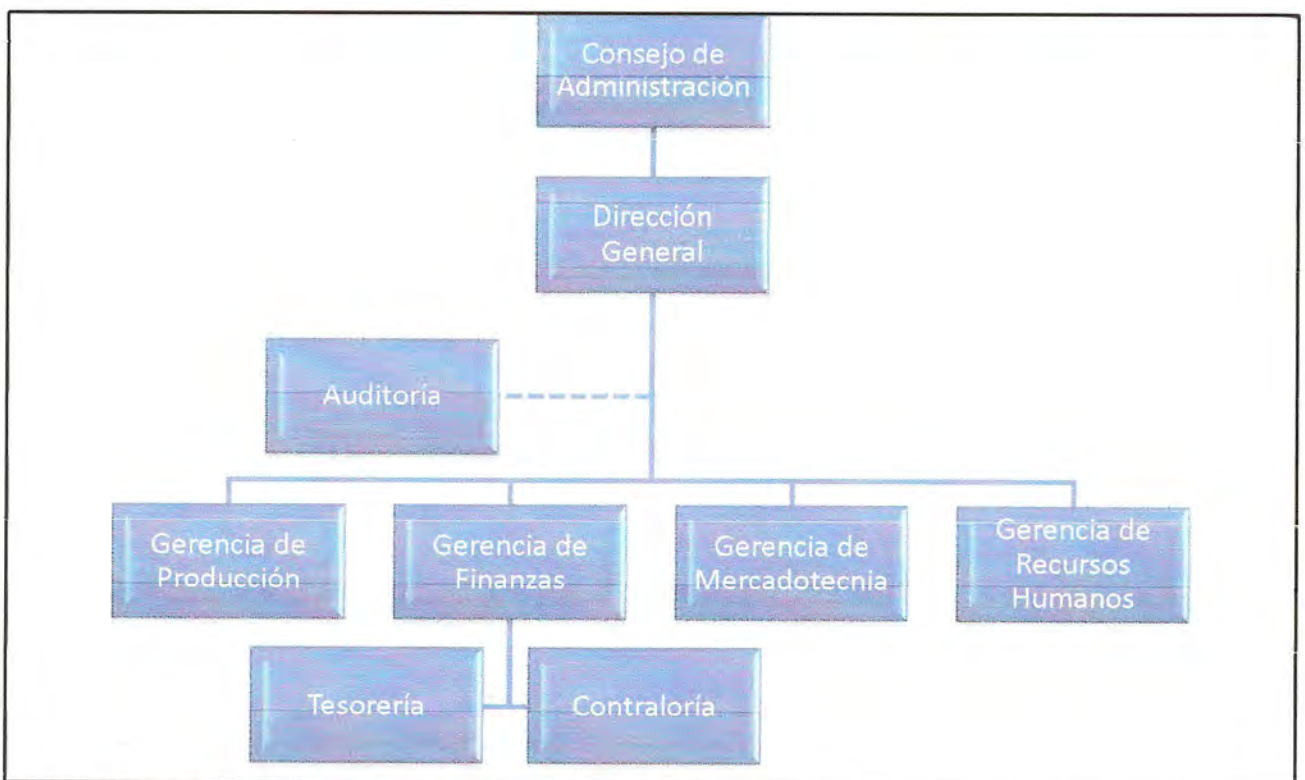 Consejo de
Administración
Dirección
General
Auditoría
Gerencia de
Producción
Gerencia de
Finanzas
Gerencia de
Mercadotecnia
Gerencia de
Recursos
Humanos
Tesorería
Contraloría